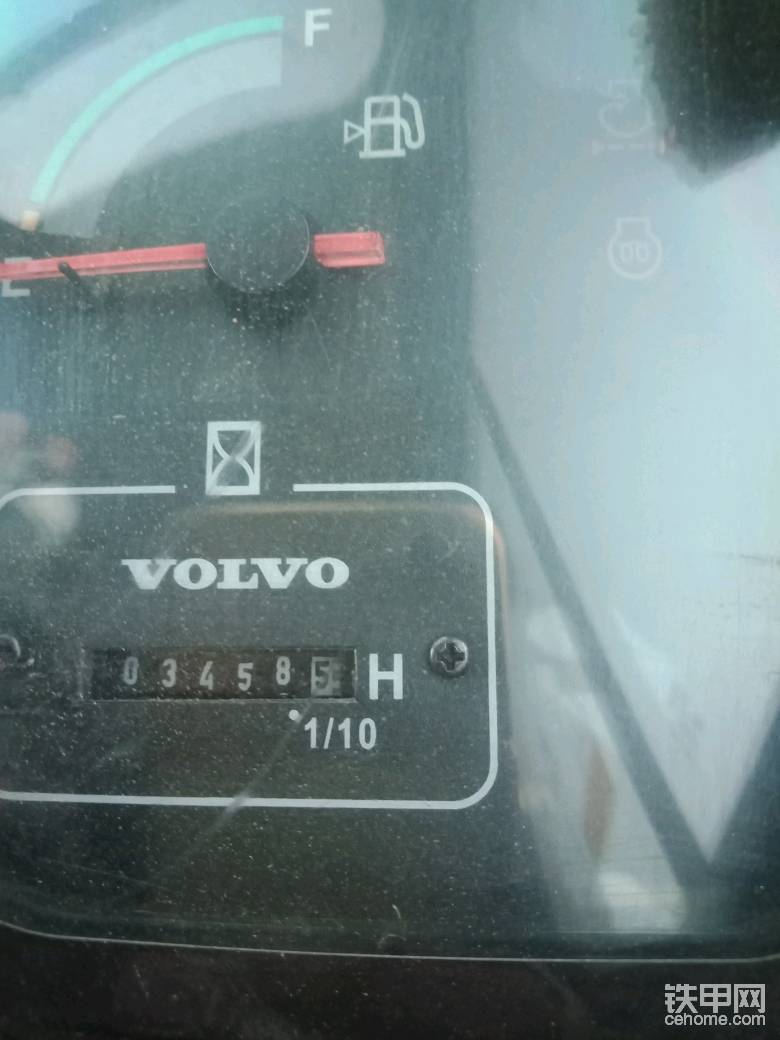 F
E
VOLVO
034585 H
1/10
铁甲网
cehome.com